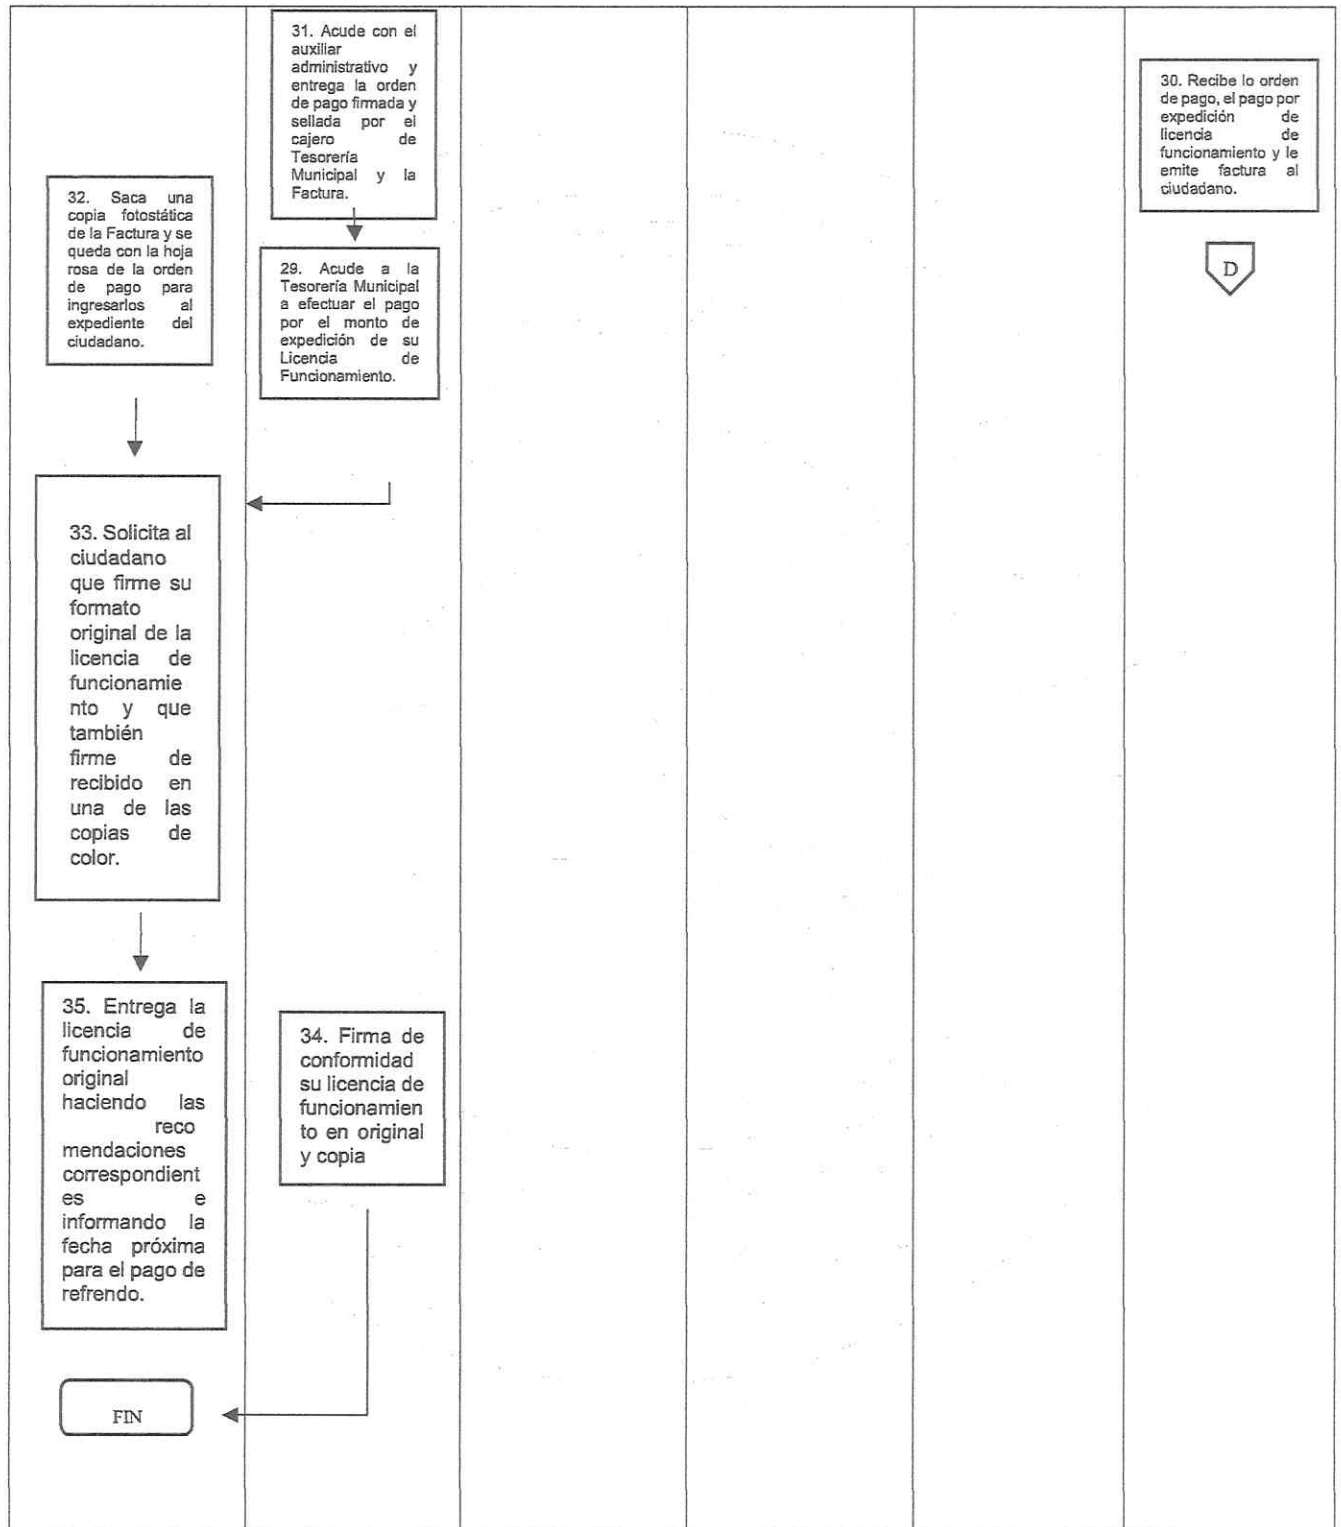 31. Acude con el
auxiliar
administrativo y
entrega la orden
de pago firmada y
sellada por el
cajero de
Tesorería
Municipal y la
Factura.
30. Recibe lo orden
de pago, el pago por
expedición de
licencia de
funcionamiento y le
emite factura al
ciudadano.
32. Saca una
copia fotostática
de la Factura y se
queda con la hoja
rosa de la orden
de pago para
ingresarlos al
expediente del
ciudadano.
29. Acude a la
Tesorería Municipal
a efectuar el pago
por el monto de
expedición de su
Licencia de
Funcionamiento.
D
33. Solicita al
ciudadano
que firme su
formato
original de la
licencia de
funcionamie
nto y que
también
firme de
recibido en
una de las
copias de
color.
35. Entrega la
licencia de
funcionamiento
original
haciendo las
reco
mendaciones
correspondient
es e
informando la
fecha próxima
para el pago de
refrendo.
34. Firma de
conformidad
su licencia de
funcionamien
to en original
y copia
FIN